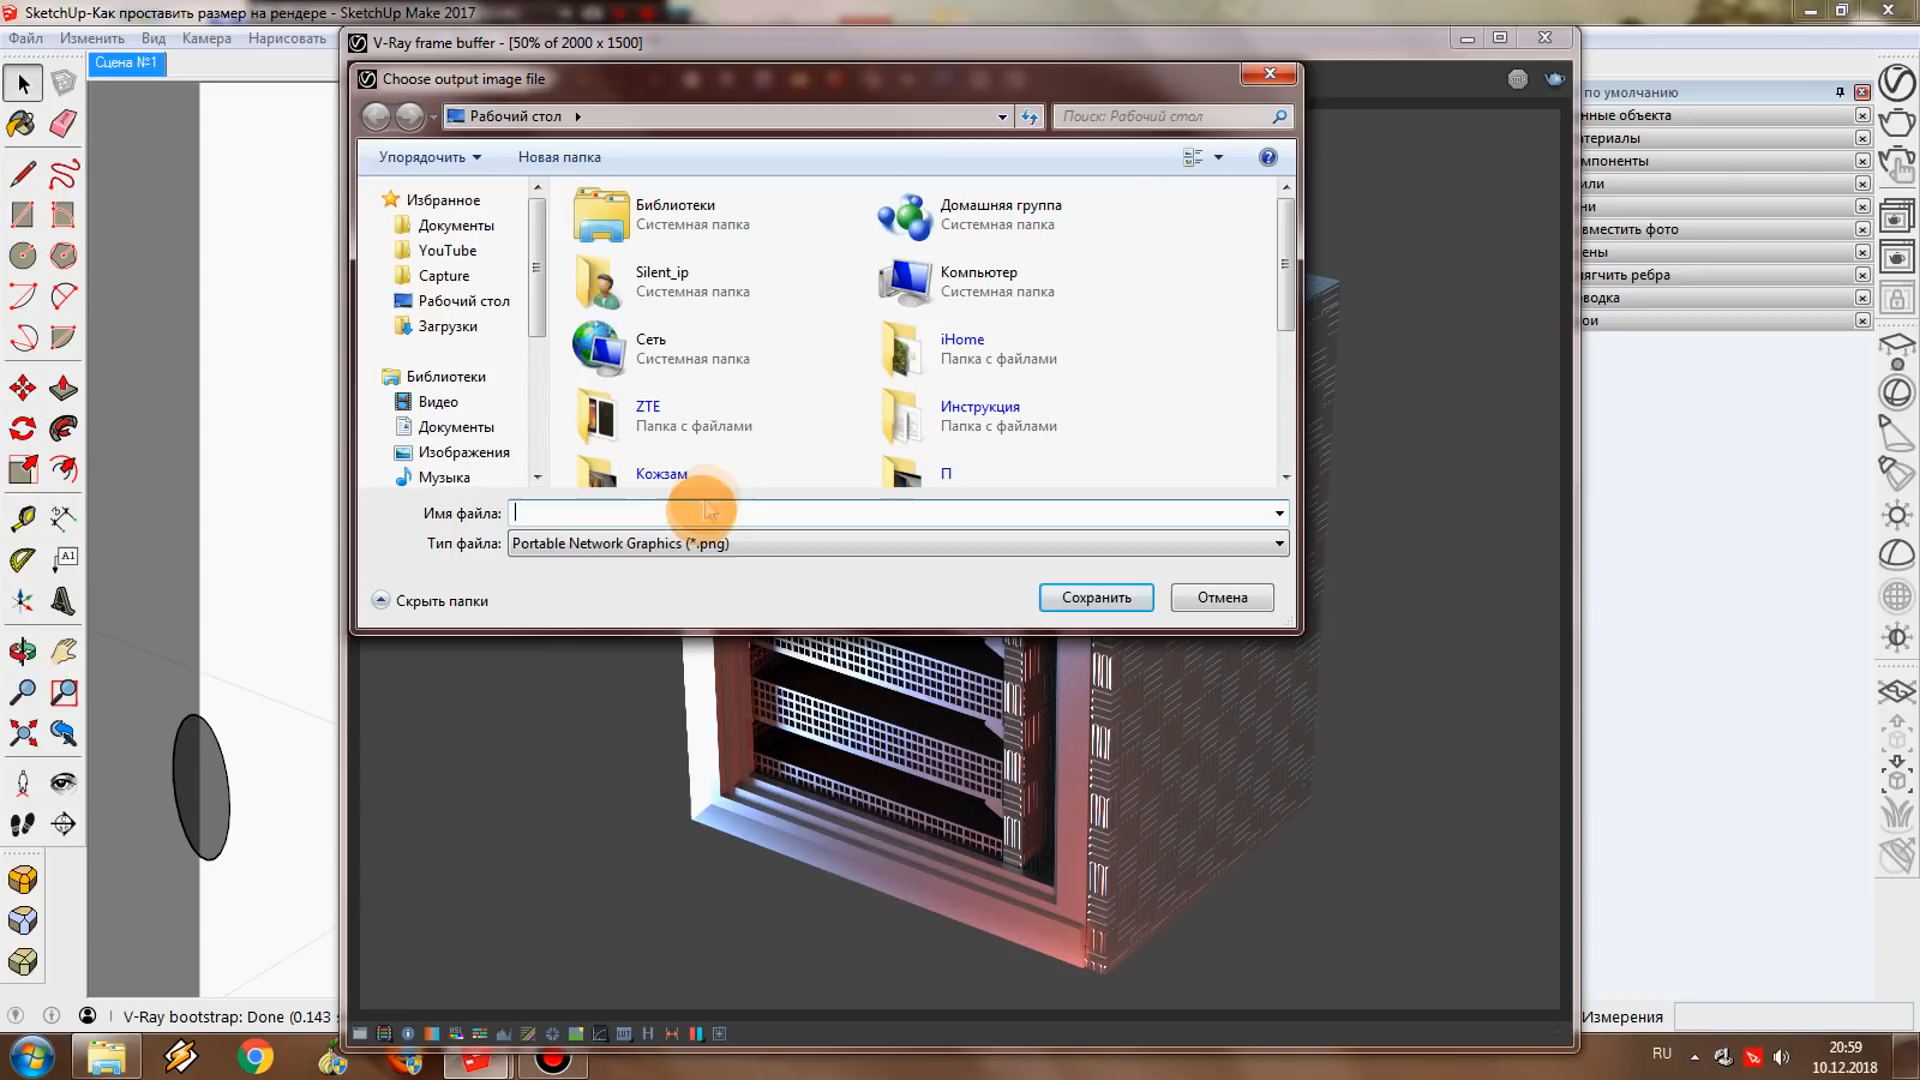 SketchUp-Как проставить размер на рендере - SketchUp Make 2017
Файл Изменить Вид Камера Нарисовать
V-Ray frame buffer - [50% of 2000 x 1500]
Сцена №1
Choose output image file
Рабочий стол
Поиск: Рабочий стол
Упорядочить
Новая папка
Избранное
Документы
YouTube
Capture
Рабочий стол
Загрузки
Библиотеки
Видео
Документы
Изображения
Музыка
Библиотеки
Системная папка
Домашняя группа
Системная папка
Silent_ip
Системная папка
Компьютер
Системная папка
Сеть
Системная папка
iHome
Папка с файлами
ZTE
Папка с файлами
Инструкция
Папка с файлами
Кожзам
П
Имя файла:
Тип файла: Portable Network Graphics (*.png)
Скрыть папки
Сохранить
Отмена
STOP
по умолчанию
нные объекта
териалы
мпоненты
или
ни
вместить фото
ены
ягчить ребра
оводка
ои
A1
V-Ray bootstrap: Done (0.143
HSL
LUT
H
Измерения
RU
20:59
10.12.2018